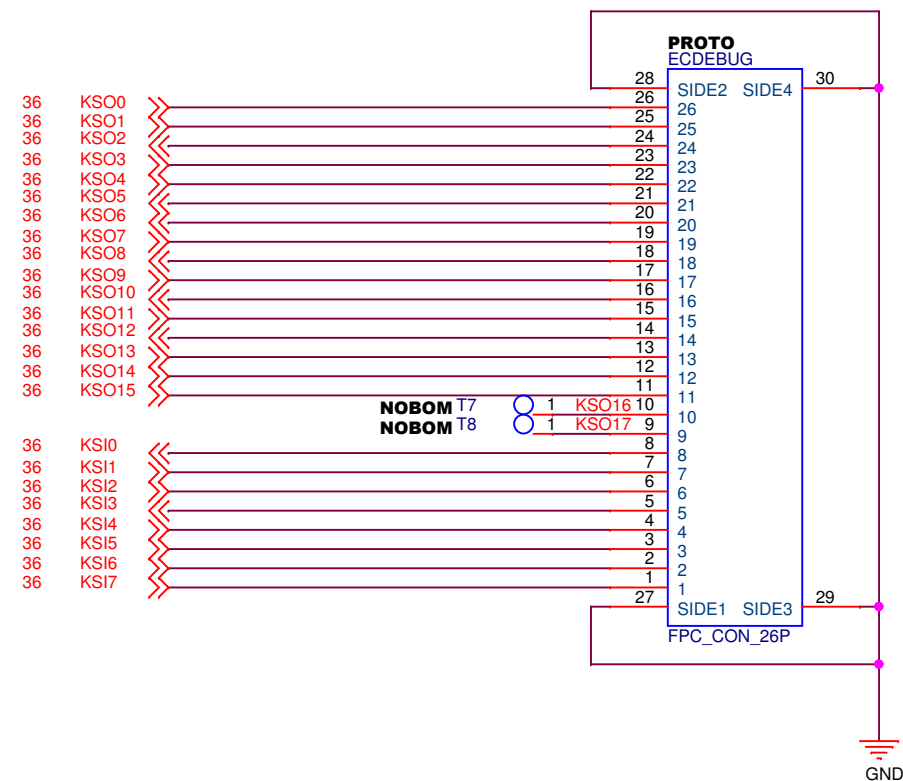 PROTO
ECDEBUG
28 SIDE2 SIDE4 30
36 KSO0 26 26
36 KSO1 25 25
36 KSO2 24 24
36 KSO3 23 23
36 KSO4 22 22
36 KSO5 21 21
36 KSO6 20 20
36 KSO7 19 19
36 KSO8 18 18
36 KSO9 17 17
36 KSO10 16 16
36 KSO11 15 15
36 KSO12 14 14
36 KSO13 13 13
36 KSO14 12 12
36 KSO15 11 11
NOBOM T7 1 KSO16 10 10
NOBOM T8 1 KSO17 9 9
36 KSI0 8 8
36 KSI1 7 7
36 KSI2 6 6
36 KSI3 5 5
36 KSI4 4 4
36 KSI5 3 3
36 KSI6 2 2
36 KSI7 1 1
27 SIDE1 SIDE3 29
FPC_CON_26P
GND